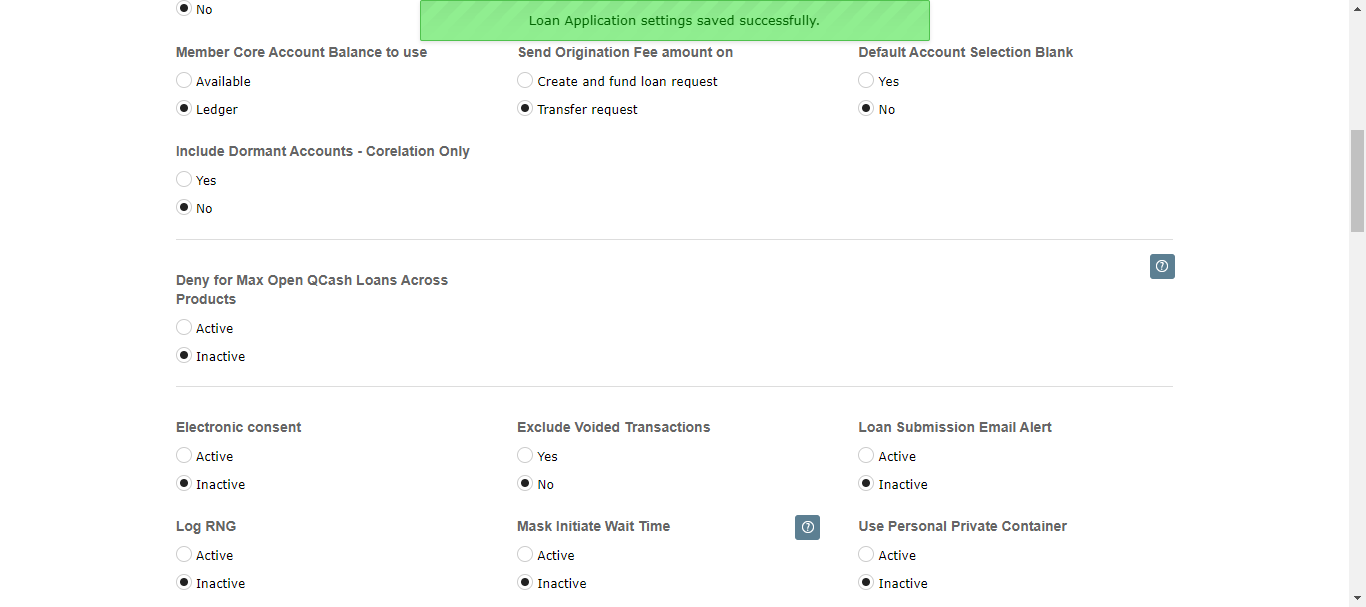 No
Loan Application settings saved successfully.
Member Core Account Balance to use
Send Origination Fee amount on
Default Account Selection Blank
Available
Create and fund loan request
Yes
Ledger
Transfer request
No
Include Dormant Accounts - Corelation Only
Yes
No
Deny for Max Open QCash Loans Across
Products
Active
Inactive
Electronic consent
Exclude Voided Transactions
Loan Submission Email Alert
Active
Yes
Active
Inactive
No
Inactive
Log RNG
Mask Initiate Wait Time
Use Personal Private Container
Active
Active
Active
Inactive
Inactive
Inactive